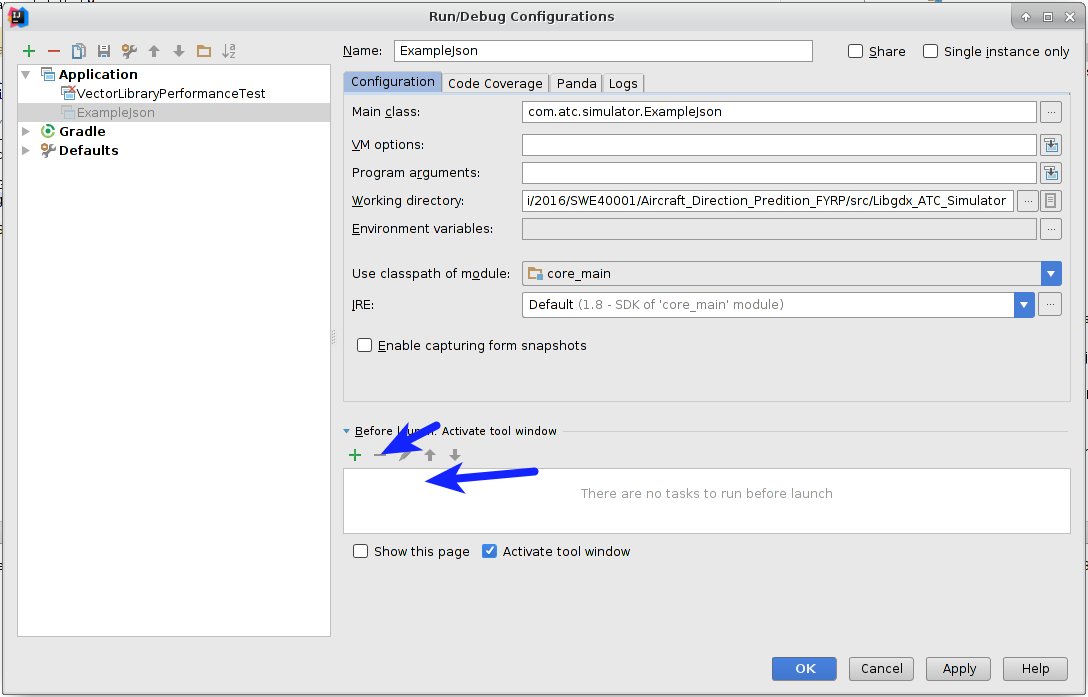 Run/Debug Configurations
Name: ExampleJson
Share
Single instance only
Application
VectorLibraryPerformanceTest
ExampleJson
Gradle
Defaults
Configuration
Code Coverage
Panda
Logs
Main class: com.atc.simulator.ExampleJson
VM options:
Program arguments:
Working directory: i/2016/SWE40001/Aircraft_Direction_Predition_FYRP/src/Libgdx_ATC_Simulator
Environment variables:
Use classpath of module: core_main
JRE: Default (1.8 - SDK of 'core_main' module)
Enable capturing form snapshots
Before launch: Activate tool window
There are no tasks to run before launch
Show this page
Activate tool window
OK
Cancel
Apply
Help